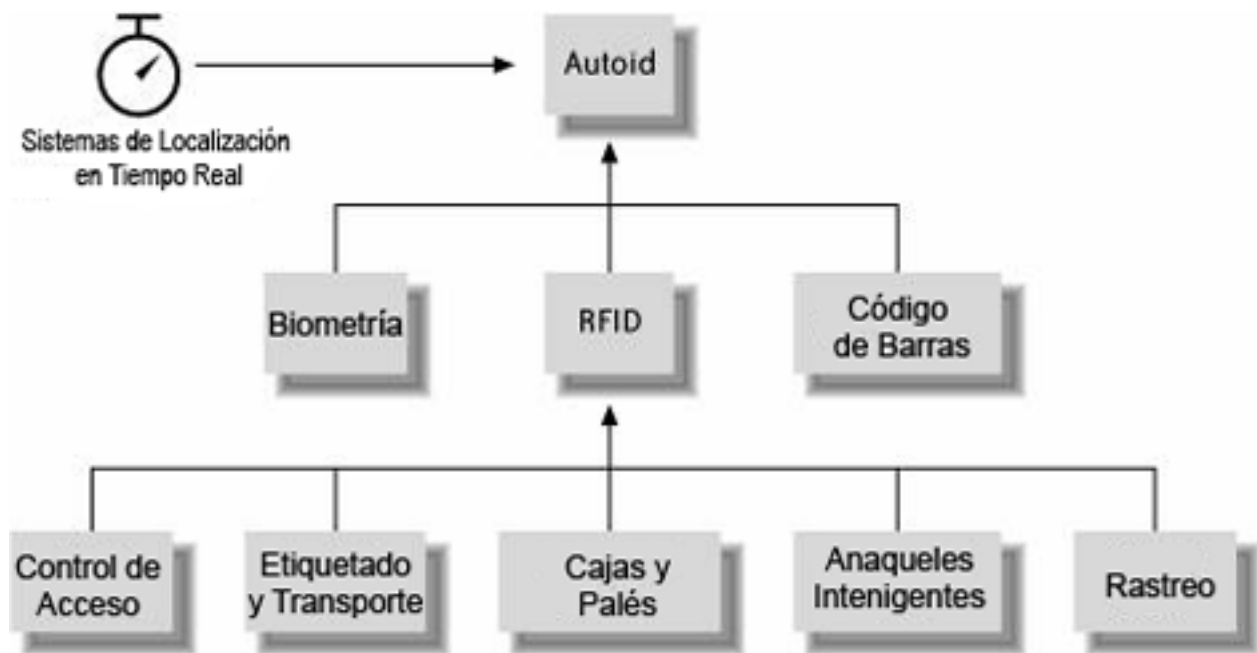 Autoid
Sistemas de Localización
en Tiempo Real
Biometría
RFID
Código
de Barras
Control de
Acceso
Etiquetado
y Transporte
Cajas y
Palés
Anaqueles
Intenigentes
Rastreo